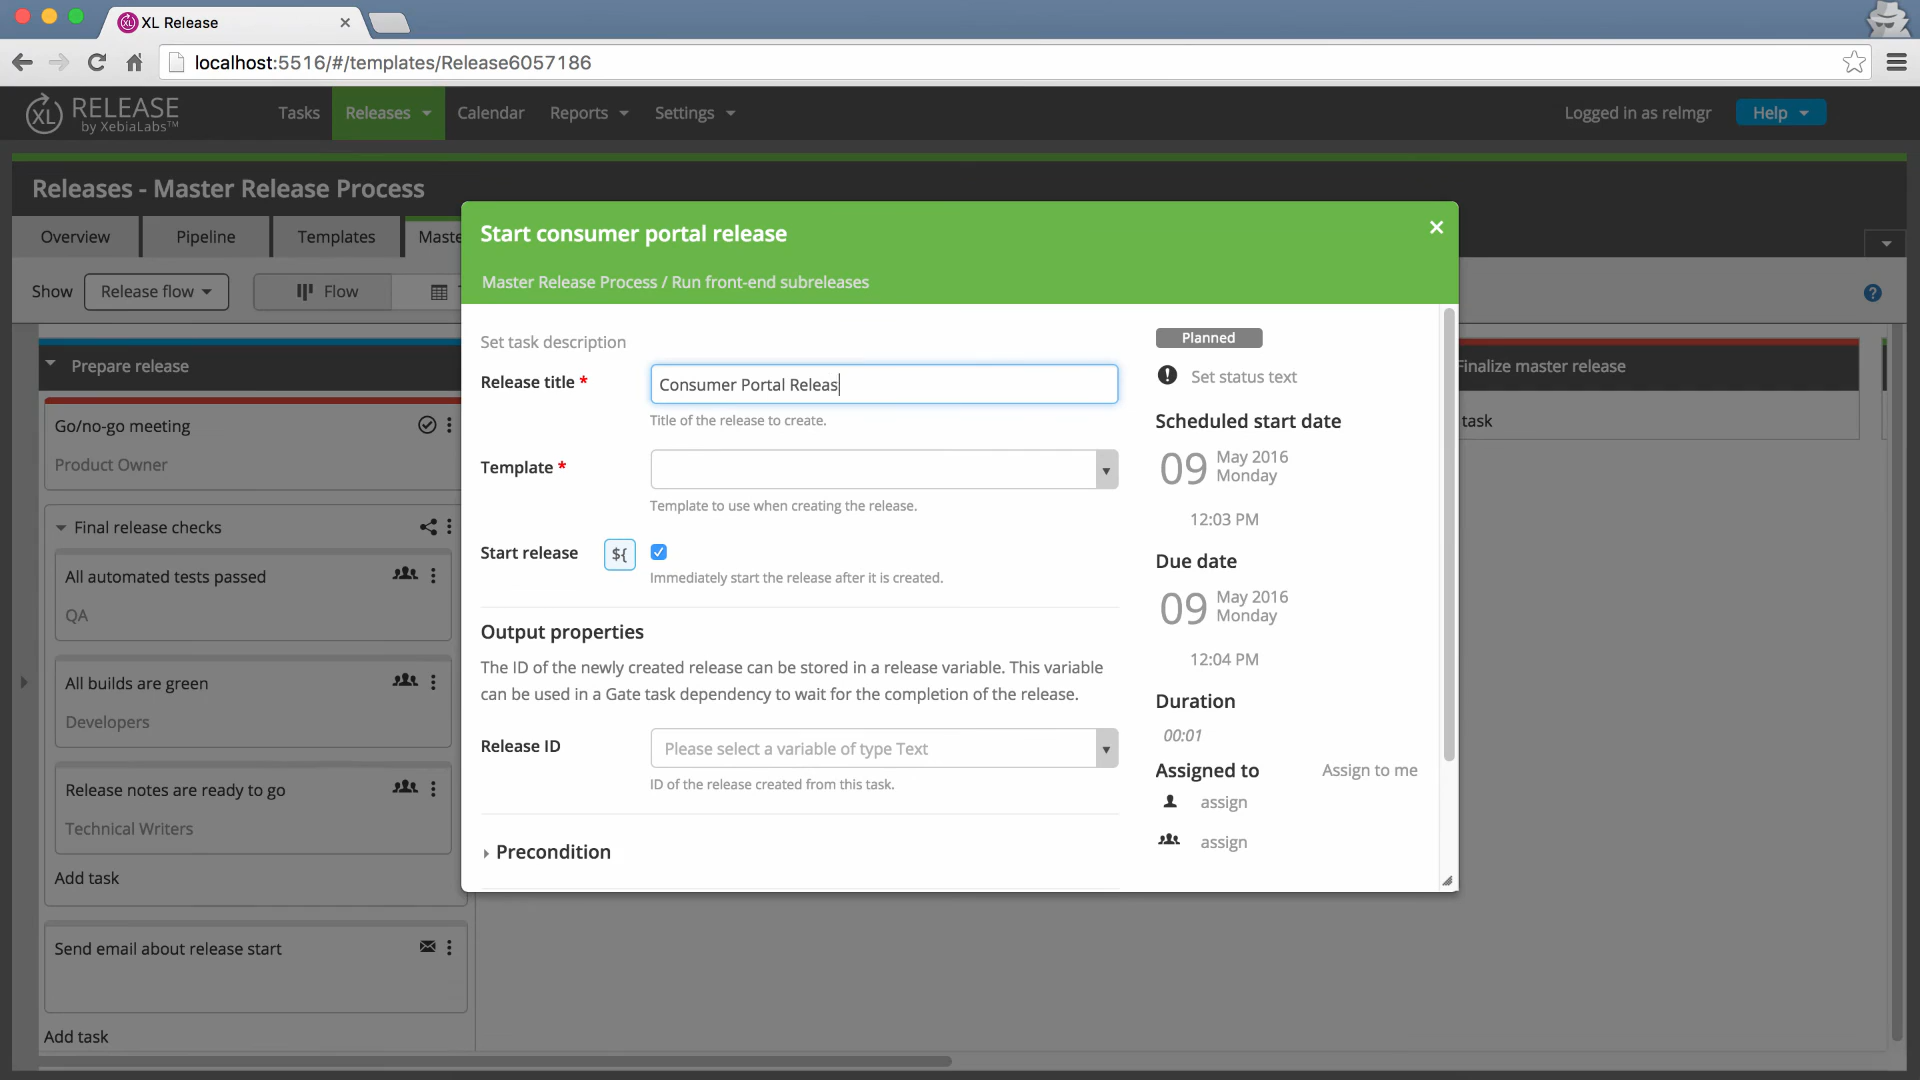 XL Release
localhost:5516/#/templates/Release6057186
XL RELEASE
by XebiaLabs™
Tasks Releases Calendar Reports Settings
Logged in as relmgr Help
Releases - Master Release Process
Overview Pipeline Templates Maste
Show Release flow Flow
Start consumer portal release
Master Release Process / Run front-end subreleases
Set task description
Release title *
Consumer Portal Releas
Title of the release to create.
Template *
Template to use when creating the release.
Start release ${
Immediately start the release after it is created.
Output properties
The ID of the newly created release can be stored in a release variable. This variable
can be used in a Gate task dependency to wait for the completion of the release.
Release ID
Please select a variable of type Text
ID of the release created from this task.
Precondition
Planned
Set status text
Scheduled start date
09 May 2016
Monday
12:03 PM
Due date
09 May 2016
Monday
12:04 PM
Duration
00:01
Assigned to Assign to me
assign
assign
Prepare release
Go/no-go meeting
Product Owner
Final release checks
All automated tests passed
QA
All builds are green
Developers
Release notes are ready to go
Technical Writers
Add task
Send email about release start
Add task
Finalize master release
task